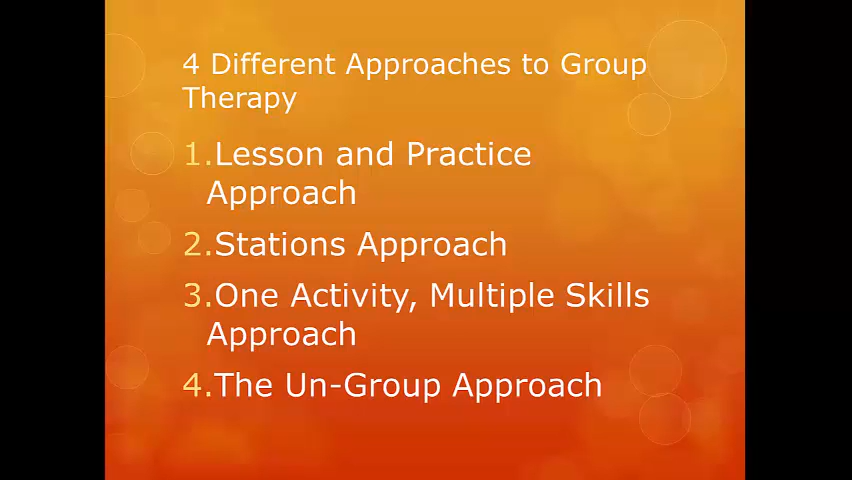 4 Different Approaches to Group
Therapy
1.Lesson and Practice
Approach
2.Stations Approach
3.One Activity, Multiple Skills
Approach
4.The Un-Group Approach